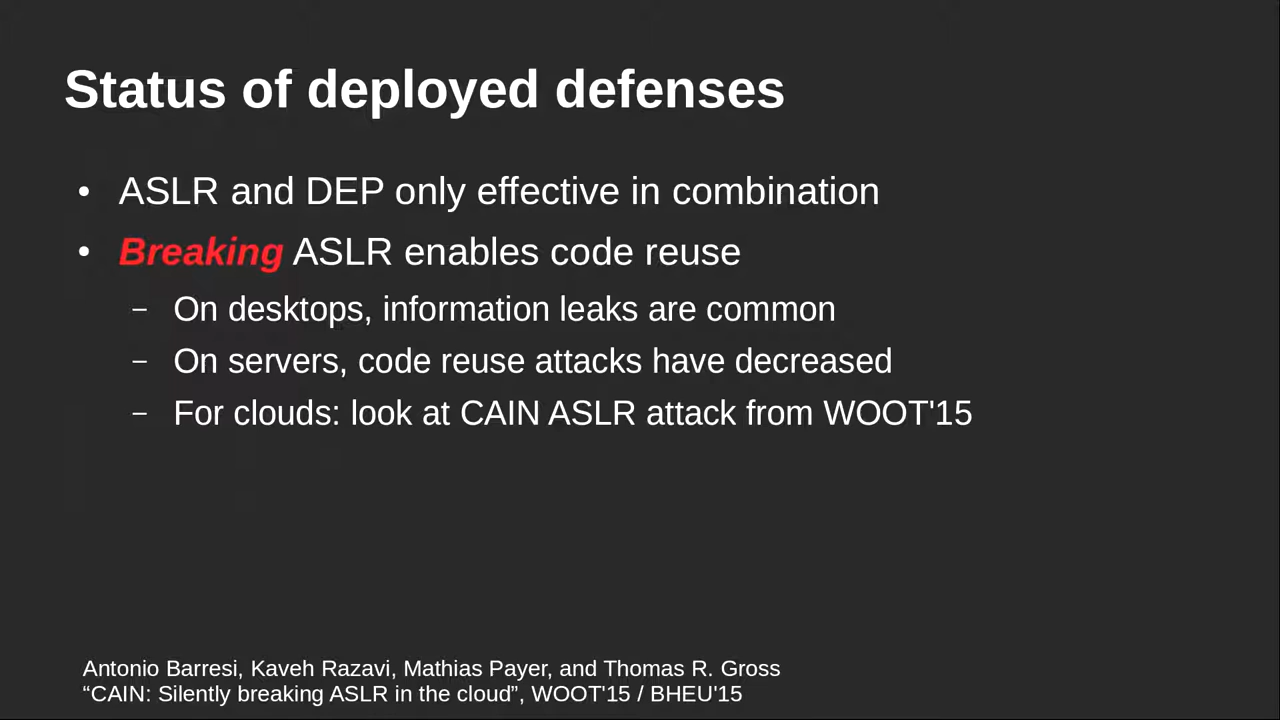 Status of deployed defenses
• ASLR and DEP only effective in combination
• Breaking ASLR enables code reuse
– On desktops, information leaks are common
– On servers, code reuse attacks have decreased
– For clouds: look at CAIN ASLR attack from WOOT'15
Antonio Barresi, Kaveh Razavi, Mathias Payer, and Thomas R. Gross
“CAIN: Silently breaking ASLR in the cloud”, WOOT'15 / BHEU'15